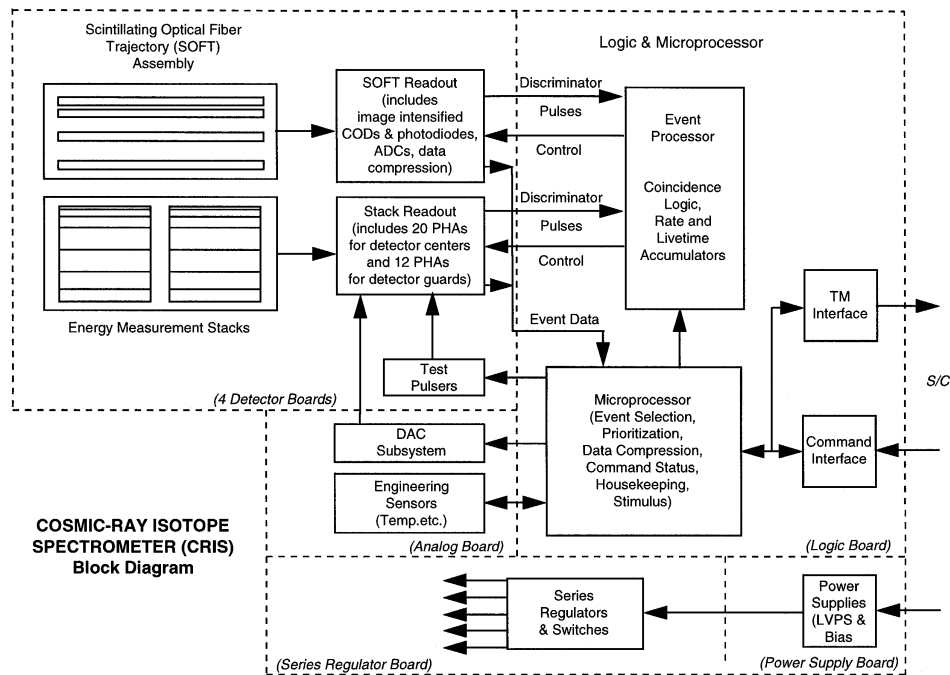 Scintillating Optical Fiber
Trajectory (SOFT)
Assembly
Logic & Microprocessor
SOFT Readout
(includes
image intensified
CODs & photodiodes,
ADCs, data
compression)
Discriminator
Pulses
Control
Event
Processor
Coincidence
Logic,
Rate and
Livetime
Accumulators
Stack Readout
(includes 20 PHAs
for detector centers
and 12 PHAs
for detector guards)
Discriminator
Pulses
Control
Energy Measurement Stacks
Event Data
TM
Interface
S/C
Test
Pulsers
(4 Detector Boards)
Microprocessor
(Event Selection,
Prioritization,
Data Compression,
Command Status,
Housekeeping,
Stimulus)
DAC
Subsystem
Command
Interface
Engineering
Sensors
(Temp.etc.)
(Analog Board)
(Logic Board)
COSMIC-RAY ISOTOPE
SPECTROMETER (CRIS)
Block Diagram
Series
Regulators
& Switches
Power
Supplies
(LVPS &
Bias
(Series Regulator Board)
(Power Supply Board)